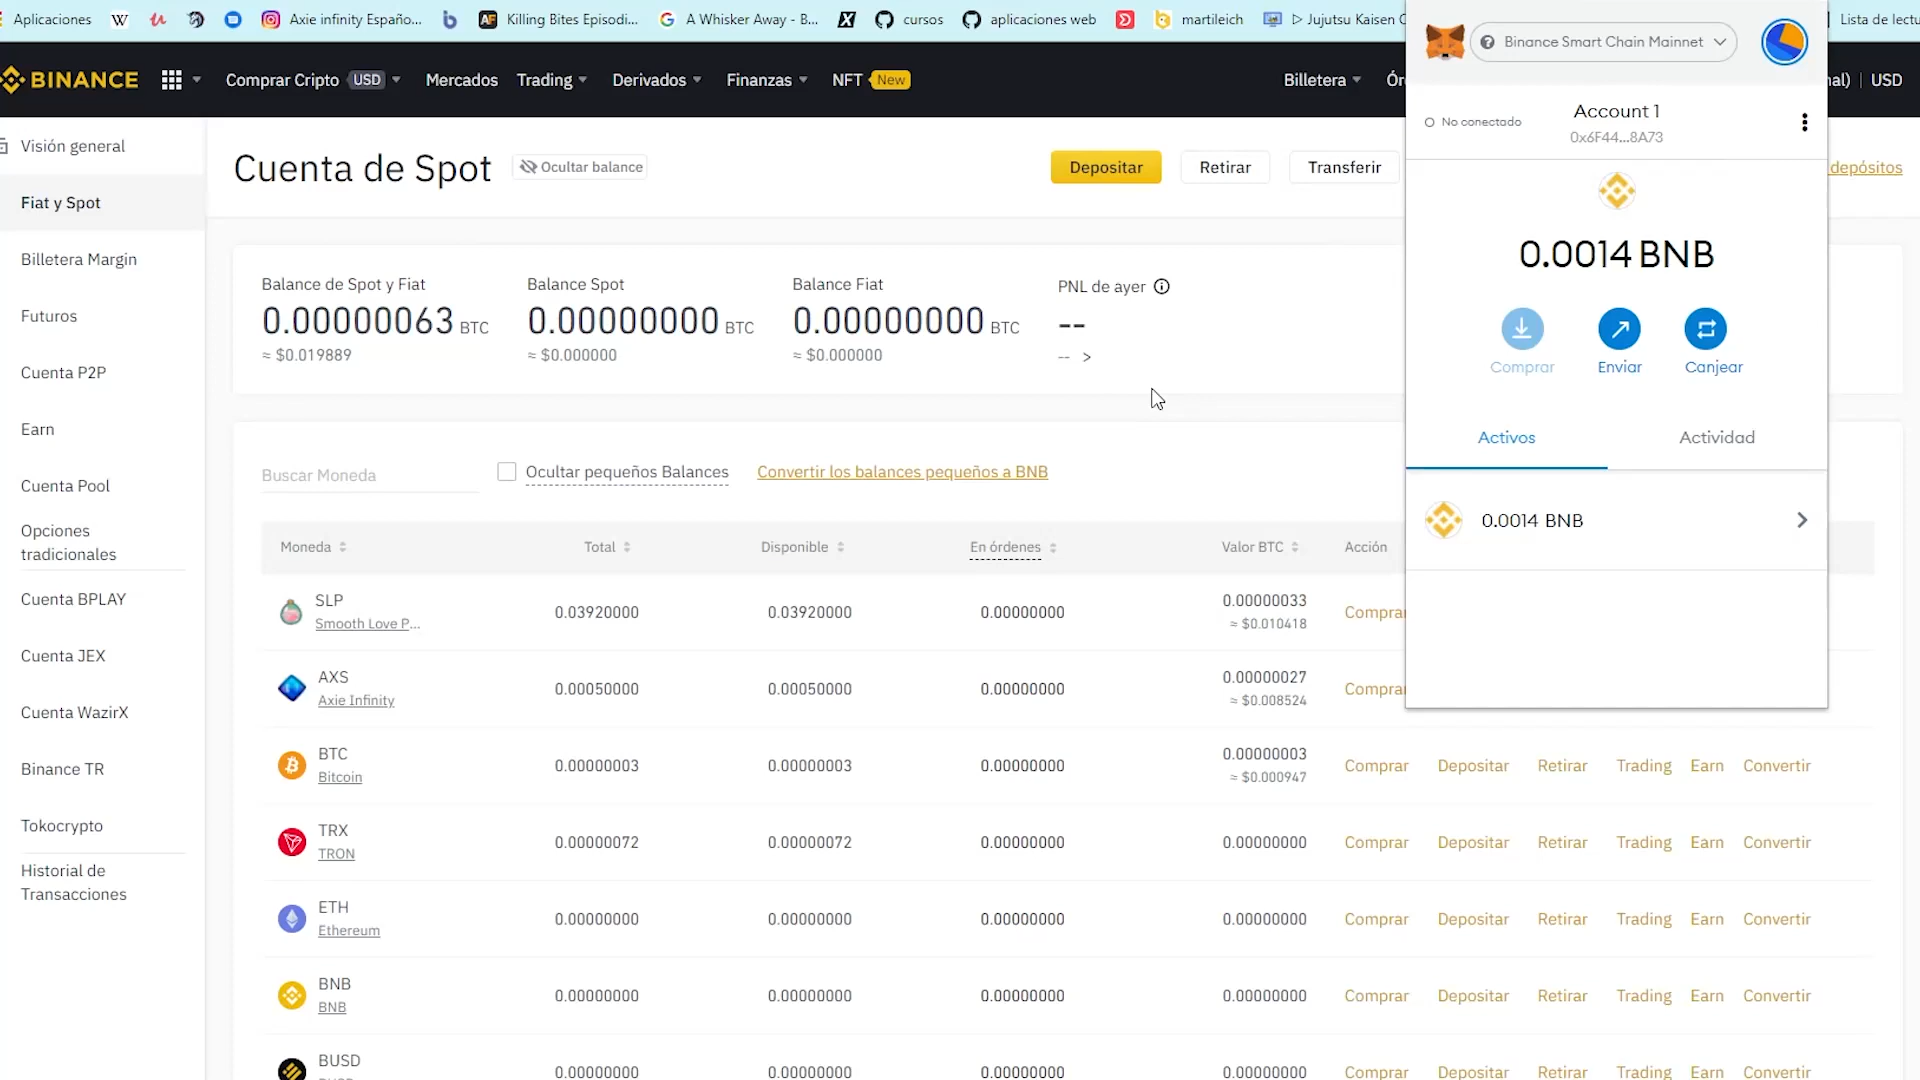 Aplicaciones
Axie infinity Españo...
Killing Bites Episodi...
A Whisker Away - B...
cursos
aplicaciones web
martileich
▷ Jujutsu Kaisen
Lista de lectu
BINANCE
Comprar Cripto USD
Mercados
Trading
Derivados
Finanzas
NFT New
Billetera
USD
Binance Smart Chain Mainnet
No conectado
Account 1
0x6F44...8A73
0.0014 BNB
Comprar
Enviar
Canjear
Activos
Actividad
0.0014 BNB
Visión general
Fiat y Spot
Billetera Margin
Futuros
Cuenta P2P
Earn
Cuenta Pool
Opciones
tradicionales
Cuenta BPLAY
Cuenta JEX
Cuenta WazirX
Binance TR
Tokocrypto
Historial de
Transacciones
Cuenta de Spot
Ocultar balance
Depositar
Retirar
Transferir
depósitos
Balance de Spot y Fiat
0.00000063 BTC
≈ $0.019889
Balance Spot
0.00000000 BTC
≈ $0.000000
Balance Fiat
0.00000000 BTC
≈ $0.000000
PNL de ayer
--
-- >
Buscar Moneda
Ocultar pequeños Balances
Convertir los balances pequeños a BNB
Moneda Total Disponible En órdenes Valor BTC Acción
SLP
Smooth Love P...
0.03920000 0.03920000 0.00000000
0.00000033
≈ $0.010418
Comprar
AXS
Axie Infinity
0.00050000 0.00050000 0.00000000
0.00000027
≈ $0.008524
Comprar
BTC
Bitcoin
0.00000003 0.00000003 0.00000000
0.00000003
≈ $0.000947
Comprar Depositar Retirar Trading Earn Convertir
TRX
TRON
0.00000072 0.00000072 0.00000000 0.00000000
Comprar Depositar Retirar Trading Earn Convertir
ETH
Ethereum
0.00000000 0.00000000 0.00000000 0.00000000
Comprar Depositar Retirar Trading Earn Convertir
BNB
BNB
0.00000000 0.00000000 0.00000000 0.00000000
Comprar Depositar Retirar Trading Earn Convertir
BUSD
0.00000000 0.00000000 0.00000000 0.00000000
Comprar Depositar Retirar Trading Earn Convertir